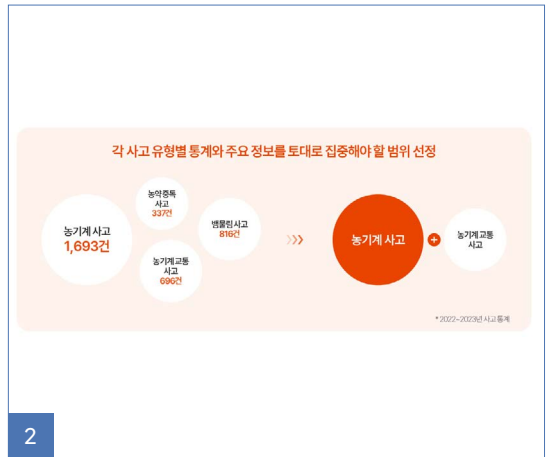 각 사고 유형별 통계와 주요 정보를 토대로 집중해야 할 범위 선정
농기계 사고
1,693건
농약중독
사고
337건
뱀물림 사고
816건
농기계교통
사고
696건
농기계 사고
+
농기계 교통
사고
* 2022~2023년 사고 통계
2